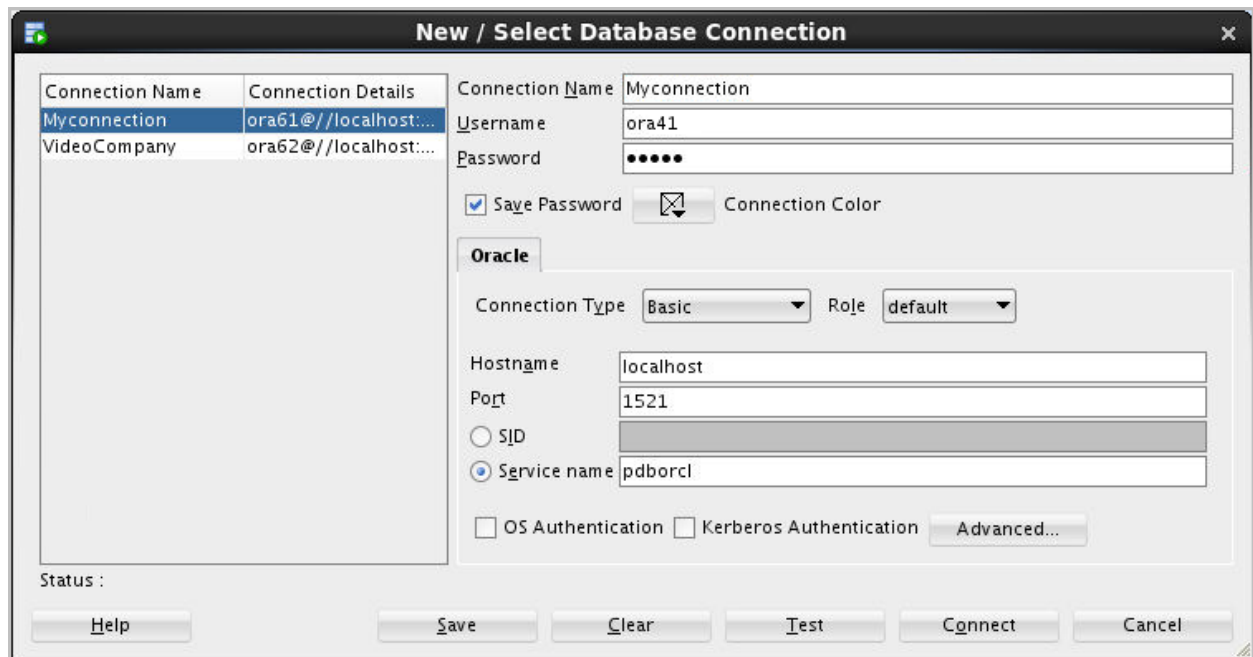 New / Select Database Connection
Connection Name Connection Details
Myconnection ora61@//localhost:...
VideoCompany ora62@//localhost:...
Connection Name Myconnection
Username ora41
Password •••••
Save Password Connection Color
Oracle
Connection Type Basic Role default
Hostname localhost
Port 1521
SID
Service name pdborcl
OS Authentication Kerberos Authentication Advanced...
Status :
Help Save Clear Test Connect Cancel